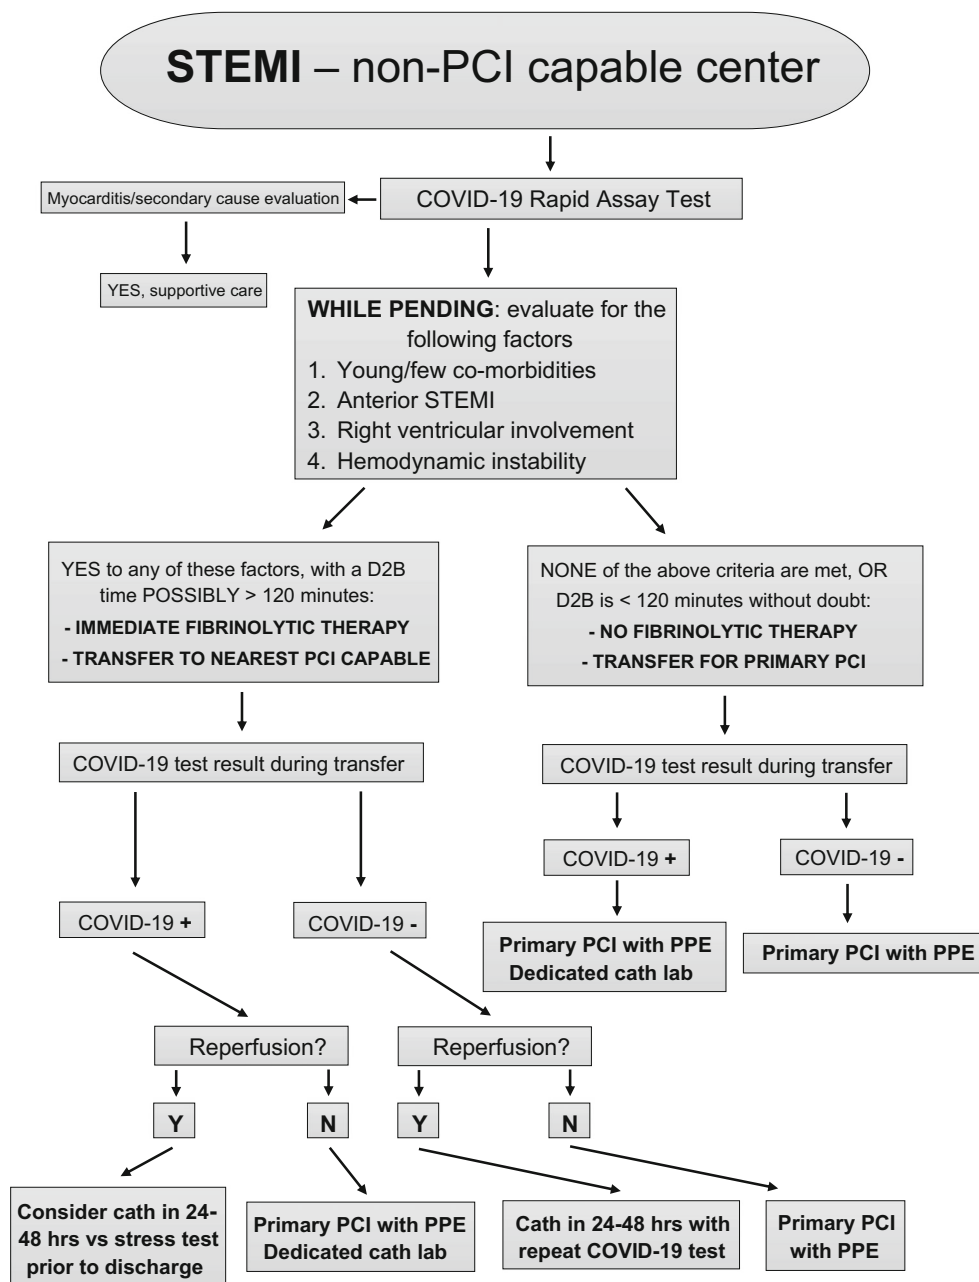 STEMI – non-PCI capable center
COVID-19 Rapid Assay Test
Myocarditis/secondary cause evaluation
YES, supportive care
WHILE PENDING: evaluate for the
following factors
1. Young/few co-morbidities
2. Anterior STEMI
3. Right ventricular involvement
4. Hemodynamic instability
YES to any of these factors, with a D2B
time POSSIBLY > 120 minutes:
- IMMEDIATE FIBRINOLYTIC THERAPY
- TRANSFER TO NEAREST PCI CAPABLE
NONE of the above criteria are met, OR
D2B is < 120 minutes without doubt:
- NO FIBRINOLYTIC THERAPY
- TRANSFER FOR PRIMARY PCI
COVID-19 test result during transfer
COVID-19 test result during transfer
COVID-19 +
COVID-19 -
COVID-19 +
COVID-19 -
Primary PCI with PPE
Dedicated cath lab
Primary PCI with PPE
Reperfusion?
Reperfusion?
Y
N
Y
N
Consider cath in 24-
48 hrs vs stress test
prior to discharge
Primary PCI with PPE
Dedicated cath lab
Cath in 24-48 hrs with
repeat COVID-19 test
Primary PCI
with PPE